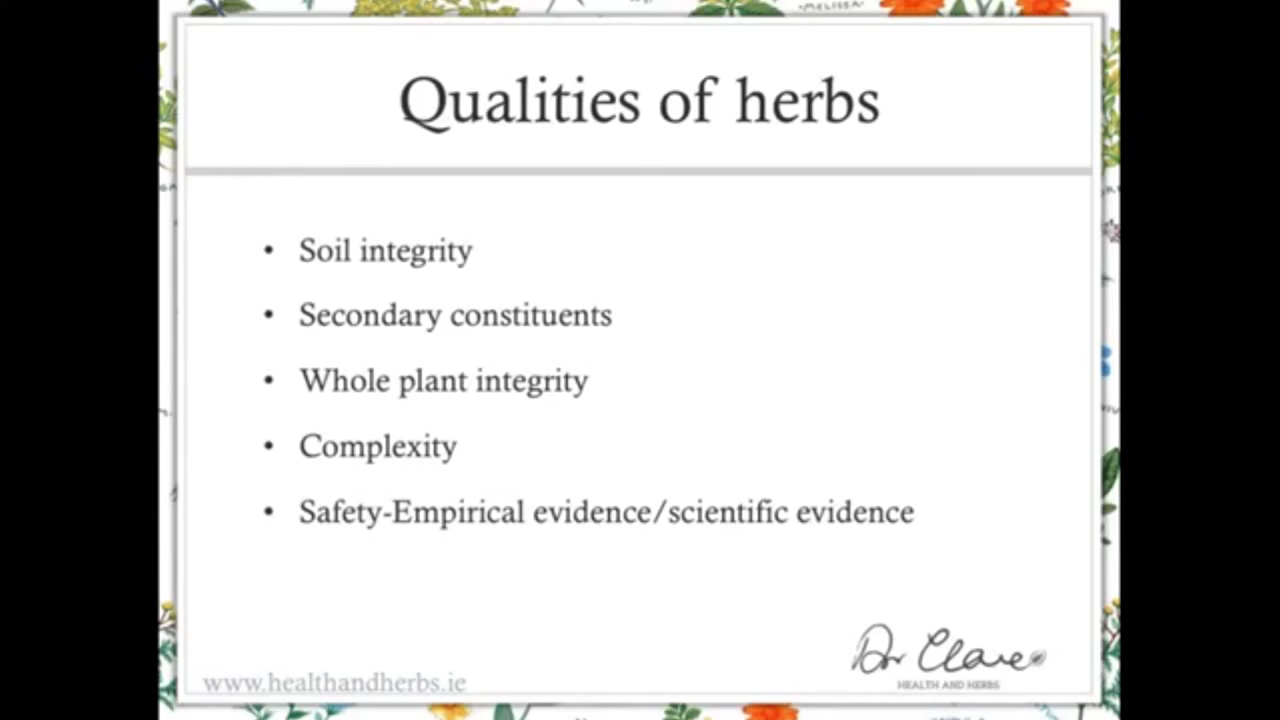 MELISSA
Qualities of herbs
• Soil integrity
• Secondary constituents
• Whole plant integrity
• Complexity
• Safety-Empirical evidence/scientific evidence
Dr Clare
HEALTH AND HERBS
www.healthandherbs.ie